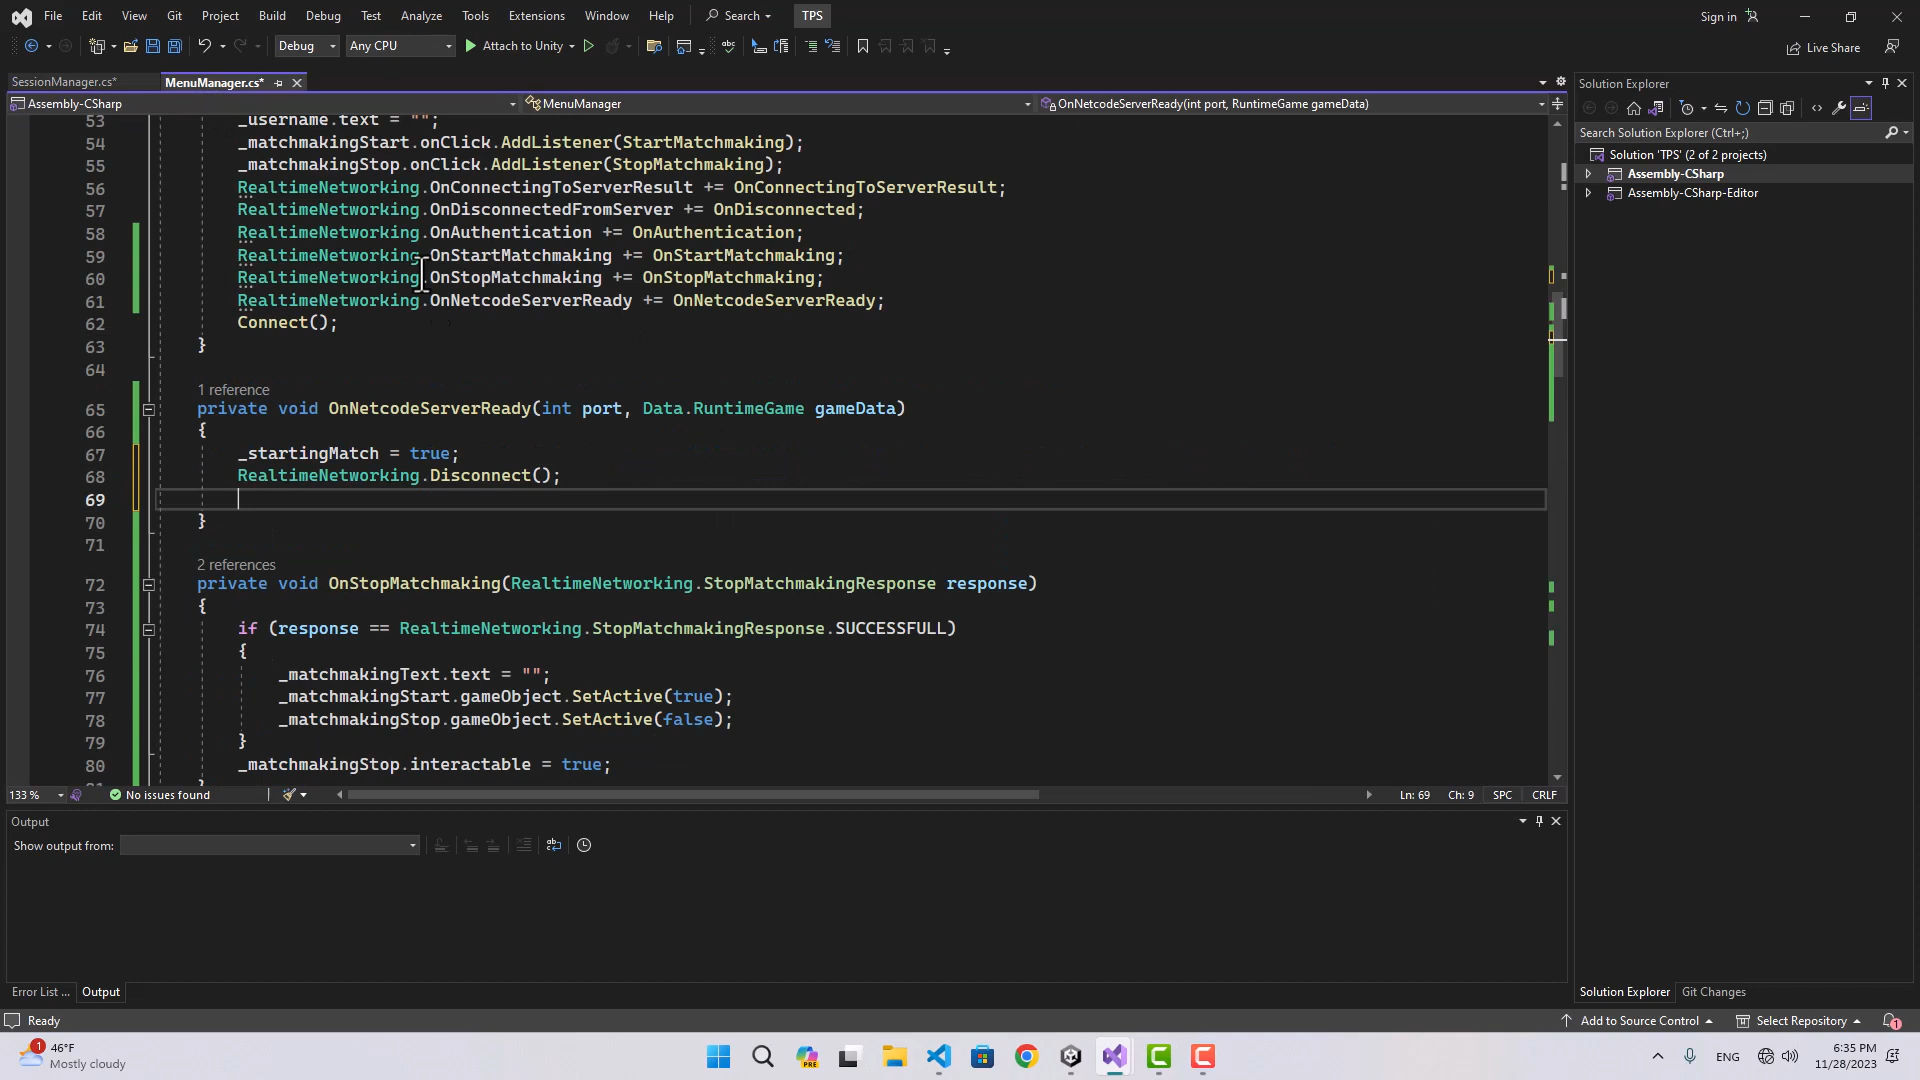 File Edit View Git Project Build Debug Test Analyze Tools Extensions Window Help Search TPS Sign in
Debug Any CPU Attach to Unity Live Share
SessionManager.cs* MenuManager.cs* Solution Explorer
Assembly-CSharp MenuManager OnNetcodeServerReady(int port, RuntimeGame gameData)
Search Solution Explorer (Ctrl+;)
Solution 'TPS' (2 of 2 projects)
Assembly-CSharp
Assembly-CSharp-Editor
53 _username.text = "";
54 _matchmakingStart.onClick.AddListener(StartMatchmaking);
55 _matchmakingStop.onClick.AddListener(StopMatchmaking);
56 RealtimeNetworking.OnConnectingToServerResult += OnConnectingToServerResult;
57 RealtimeNetworking.OnDisconnectedFromServer += OnDisconnected;
58 RealtimeNetworking.OnAuthentication += OnAuthentication;
59 RealtimeNetworking.OnStartMatchmaking += OnStartMatchmaking;
60 RealtimeNetworking.OnStopMatchmaking += OnStopMatchmaking;
61 RealtimeNetworking.OnNetcodeServerReady += OnNetcodeServerReady;
62 Connect();
63 }
64
1 reference
65 private void OnNetcodeServerReady(int port, Data.RuntimeGame gameData)
66 {
67 _startingMatch = true;
68 RealtimeNetworking.Disconnect();
69
70 }
71
2 references
72 private void OnStopMatchmaking(RealtimeNetworking.StopMatchmakingResponse response)
73 {
74 if (response == RealtimeNetworking.StopMatchmakingResponse.SUCCESSFULL)
75 {
76 _matchmakingText.text = "";
77 _matchmakingStart.gameObject.SetActive(true);
78 _matchmakingStop.gameObject.SetActive(false);
79 }
80 _matchmakingStop.interactable = true;
133 % No issues found Ln: 69 Ch: 9 SPC CRLF
Output
Show output from:
Error List ... Output Solution Explorer Git Changes
Ready Add to Source Control Select Repository 1
1 46°F
Mostly cloudy
PRE
ENG
6:35 PM
11/28/2023